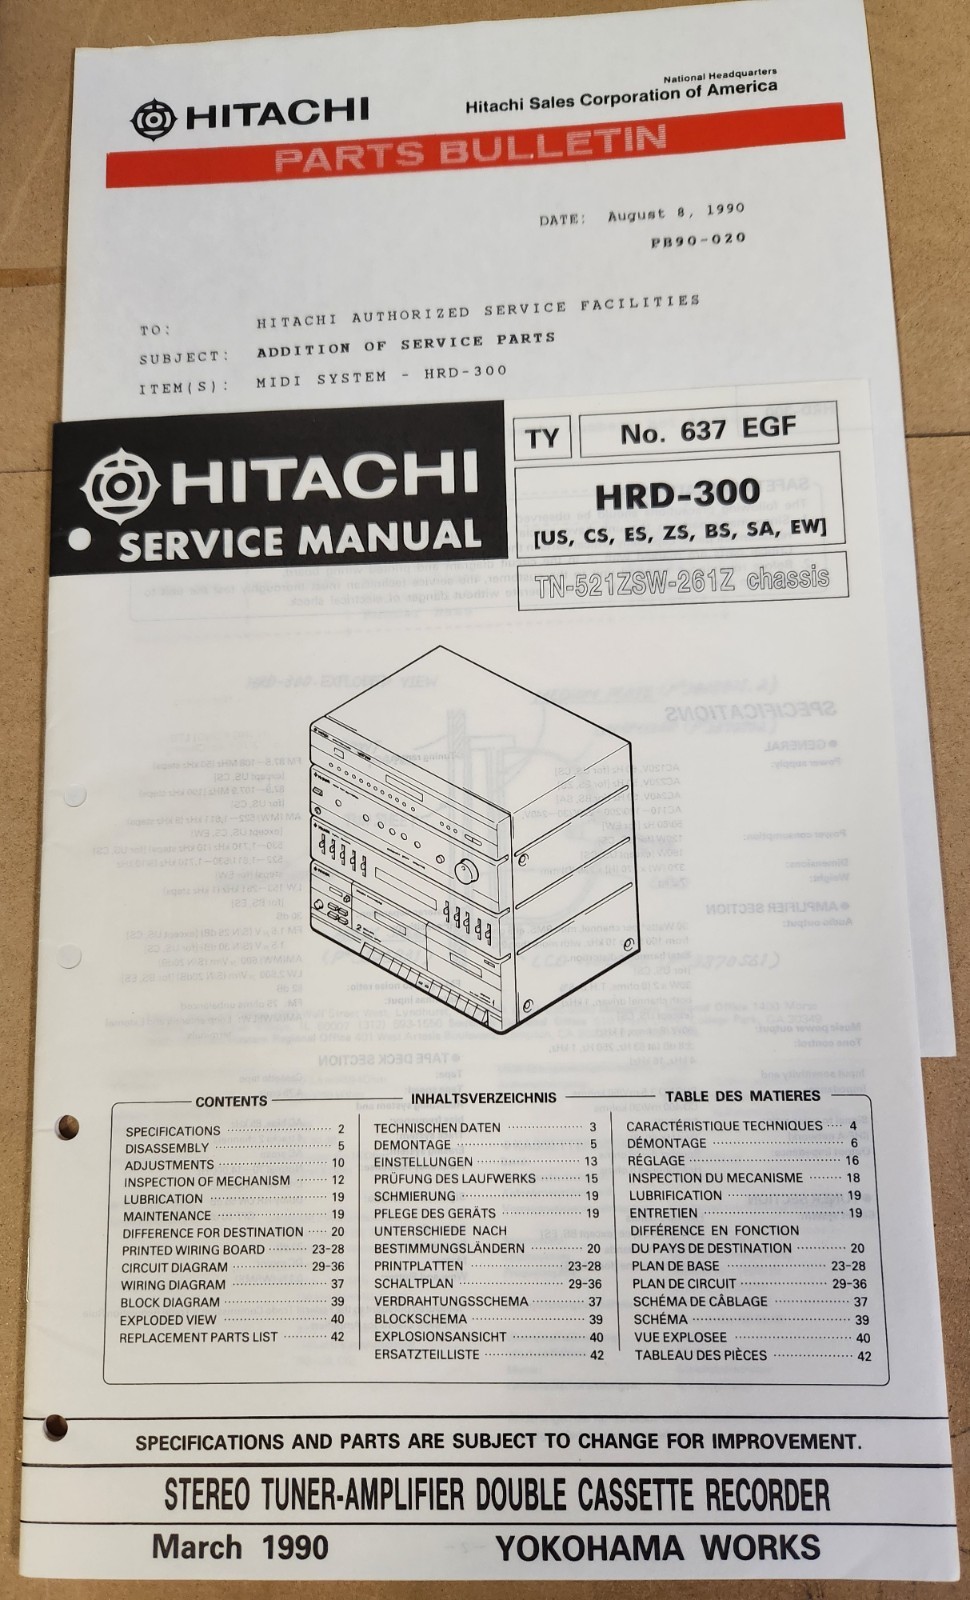 HITACHI
National Headquarters
Hitachi Sales Corporation of America
PARTS BULLETIN
DATE: August 8, 1990
PB90-020
TO: HITACHI AUTHORIZED SERVICE FACILITIES
SUBJECT: ADDITION OF SERVICE PARTS
ITEM(S): MIDI SYSTEM - HRD-300
HITACHI
SERVICE MANUAL
TY
No. 637 EGF
HRD-300
[US, CS, ES, ZS, BS, SA, EW]
TN-521ZSW-261Z chassis
CONTENTS
SPECIFICATIONS 2
DISASSEMBLY 5
ADJUSTMENTS 10
INSPECTION OF MECHANISM 12
LUBRICATION 19
MAINTENANCE 19
DIFFERENCE FOR DESTINATION 20
PRINTED WIRING BOARD 23-28
CIRCUIT DIAGRAM 29-36
WIRING DIAGRAM 37
BLOCK DIAGRAM 39
EXPLODED VIEW 40
REPLACEMENT PARTS LIST 42
INHALTSVERZEICHNIS
TECHNISCHEN DATEN 3
DEMONTAGE 5
EINSTELLUNGEN 13
PRÜFUNG DES LAUFWERKS 15
SCHMIERUNG 19
PFLEGE DES GERÄTS 19
UNTERSCHIEDE NACH
BESTIMMUNGSLÄNDERN 20
PRINTPLATTEN 23-28
SCHALTPLAN 29-36
VERDRAHTUNGSSCHEMA 37
BLOCKSCHEMA 39
EXPLOSIONSANSICHT 40
ERSATZTEILLISTE 42
TABLE DES MATIERES
CARACTÉRISTIQUE TECHNIQUES 4
DÉMONTAGE 6
RÉGLAGE 16
INSPECTION DU MECANISME 18
LUBRIFICATION 19
ENTRETIEN 19
DIFFÉRENCE EN FONCTION
DU PAYS DE DESTINATION 20
PLAN DE BASE 23-28
PLAN DE CIRCUIT 29-36
SCHÉMA DE CÂBLAGE 37
SCHÉMA 39
VUE EXPLOSEE 40
TABLEAU DES PIÈCES 42
SPECIFICATIONS AND PARTS ARE SUBJECT TO CHANGE FOR IMPROVEMENT.
STEREO TUNER-AMPLIFIER DOUBLE CASSETTE RECORDER
March 1990 YOKOHAMA WORKS